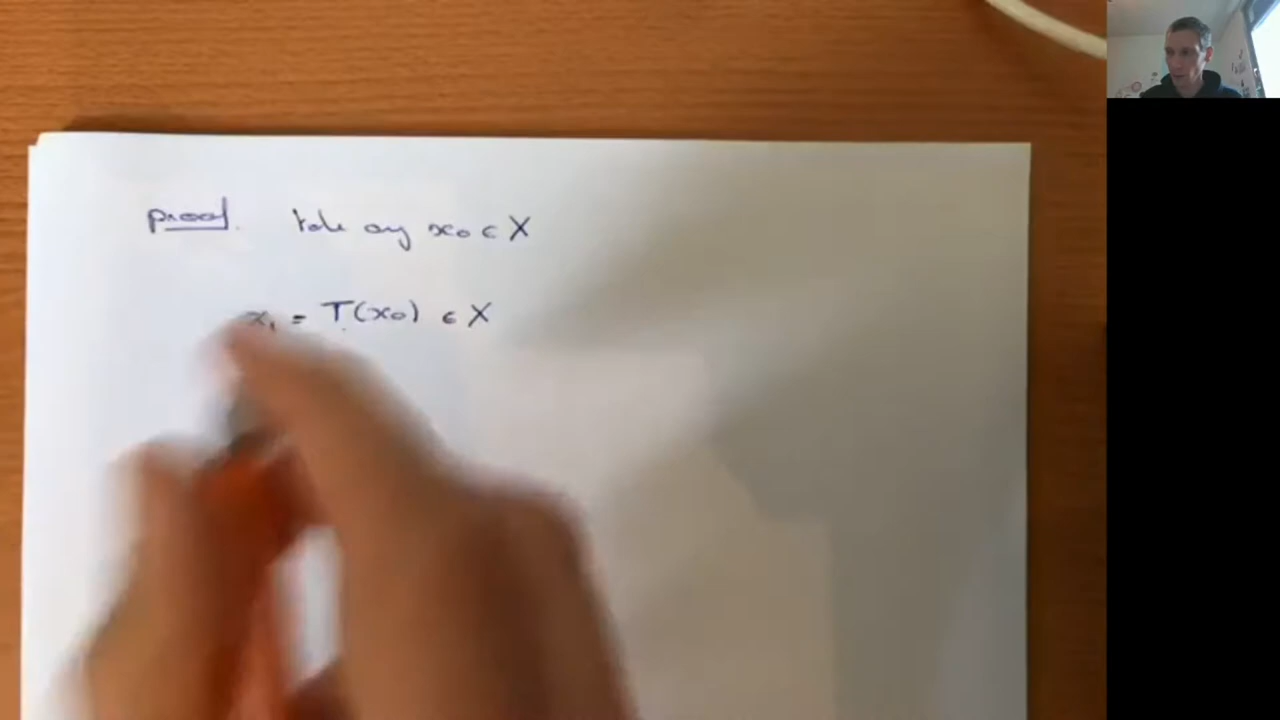 proof. take any x₀ ∈ X
x₁ = T(x₀) ∈ X